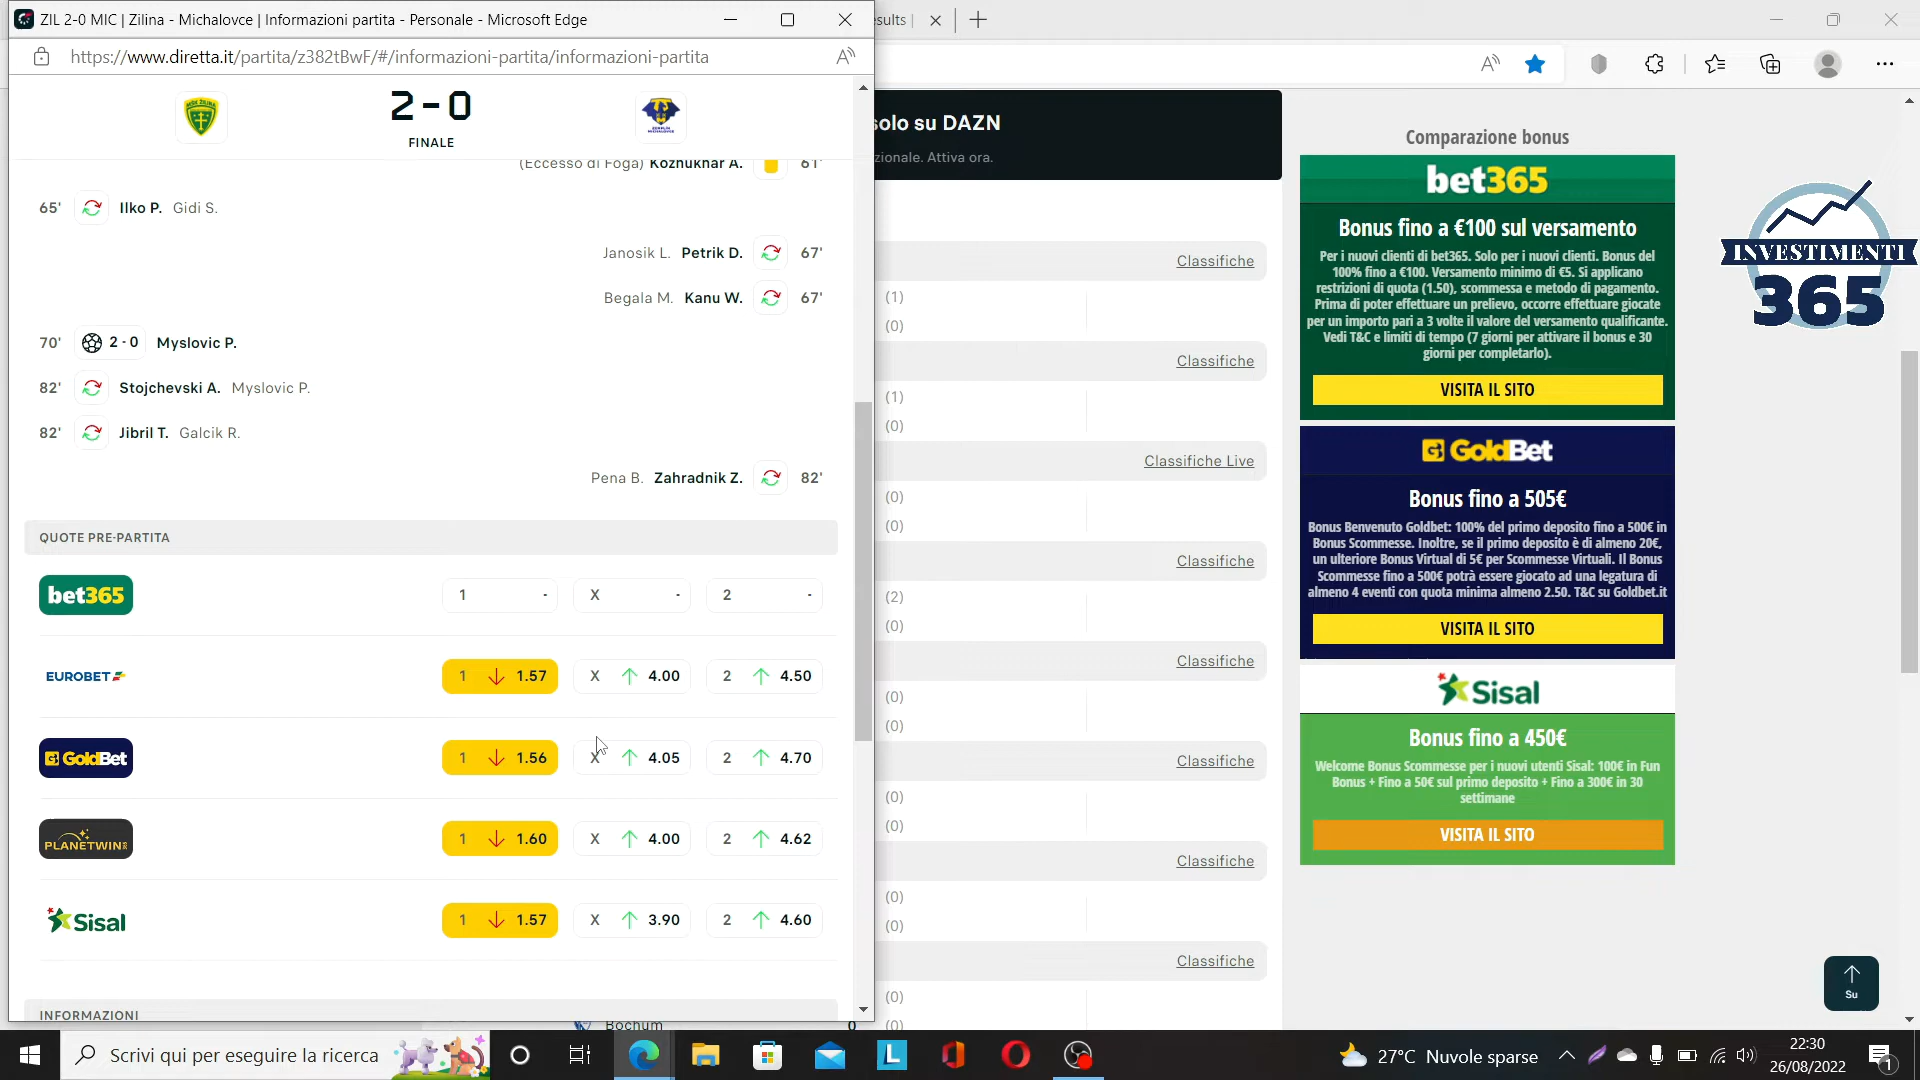 ZIL 2-0 MIC | Zilina - Michalovce | Informazioni partita - Personale - Microsoft Edge
https://www.diretta.it/partita/z382tBwF/#/informazioni-partita/informazioni-partita
2-0
FINALE
(Eccesso di Foga) Kozhukhar A. 61'
65' Ilko P. Gidi S.
Janosik L. Petrik D. 67'
Begala M. Kanu W. 67'
70' 2 - 0 Myslovic P.
82' Stojchevski A. Myslovic P.
82' Jibril T. Galcik R.
Pena B. Zahradnik Z. 82'
QUOTE PRE-PARTITA
bet365 1 - X - 2 -
EUROBET 1 1.57 X 4.00 2 4.50
GoldBet 1 1.56 X 4.05 2 4.70
PLANETWIN 1 1.60 X 4.00 2 4.62
Sisal 1 1.57 X 3.90 2 4.60
INFORMAZIONI
esults |
solo su DAZN
zionale. Attiva ora.
Classifiche
(1)
(0)
Classifiche
(1)
(0)
Classifiche Live
(0)
(0)
Classifiche
(2)
(0)
Classifiche
(0)
(0)
Classifiche
(0)
(0)
Classifiche
(0)
(0)
Classifiche
(0)
(0)
Bochum 0
Comparazione bonus
bet365
Bonus fino a €100 sul versamento
Per i nuovi clienti di bet365. Solo per i nuovi clienti. Bonus del
100% fino a €100. Versamento minimo di €5. Si applicano
restrizioni di quota (1.50), scommessa e metodo di pagamento.
Prima di poter effettuare un prelievo, occorre effettuare giocate
per un importo pari a 3 volte il valore del versamento qualificante.
Vedi T&C e limiti di tempo (7 giorni per attivare il bonus e 30
giorni per completarlo).
VISITA IL SITO
GoldBet
Bonus fino a 505€
Bonus Benvenuto Goldbet: 100% del primo deposito fino a 500€ in
Bonus Scommesse. Inoltre, se il primo deposito è di almeno 20€,
un ulteriore Bonus Virtual di 5€ per Scommesse Virtuali. Il Bonus
Scommesse fino a 500€ potrà essere giocato ad una legatura di
almeno 4 eventi con quota minima almeno 2.50. T&C su Goldbet.it
VISITA IL SITO
Sisal
Bonus fino a 450€
Welcome Bonus Scommesse per i nuovi utenti Sisal: 100€ in Fun
Bonus + Fino a 50€ sul primo deposito + Fino a 300€ in 30
settimane
VISITA IL SITO
INVESTIMENTI
365
Su
Scrivi qui per eseguire la ricerca
27°C Nuvole sparse
22:30
26/08/2022
1